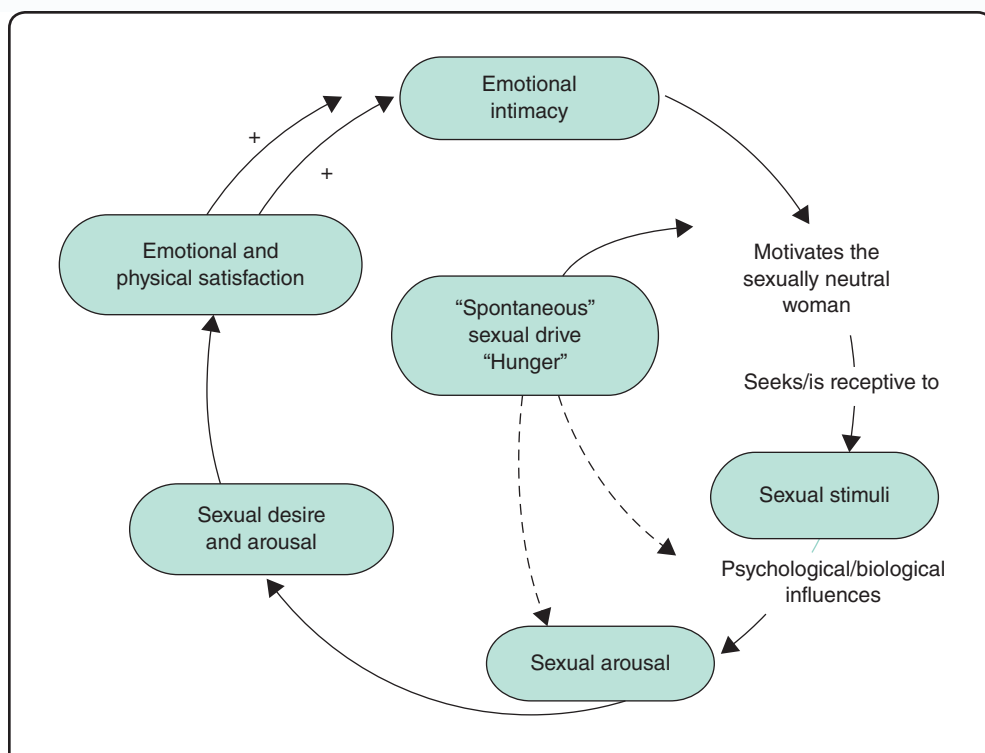 Emotional
intimacy
+
+
Emotional and
physical satisfaction
“Spontaneous”
sexual drive
“Hunger”
Motivates the
sexually neutral
woman
Seeks/is receptive to
Sexual stimuli
Psychological/biological
influences
Sexual desire
and arousal
Sexual arousal